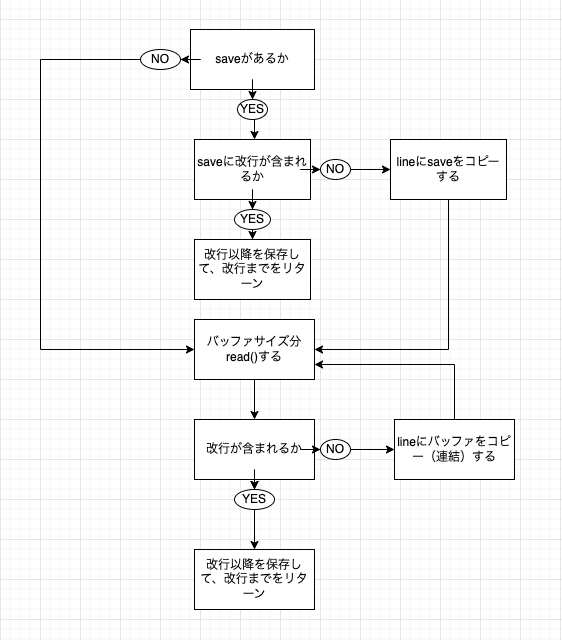 saveがあるか
NO
YES
saveに改行が含まれ
るか
NO
lineにsaveをコピー
する
YES
改行以降を保存し
て、改行までをリタ
ーン
バッファサイズ分
read()する
改行が含まれるか
NO
lineにバッファをコピ
ー（連結）する
YES
改行以降を保存し
て、改行までをリタ
ーン